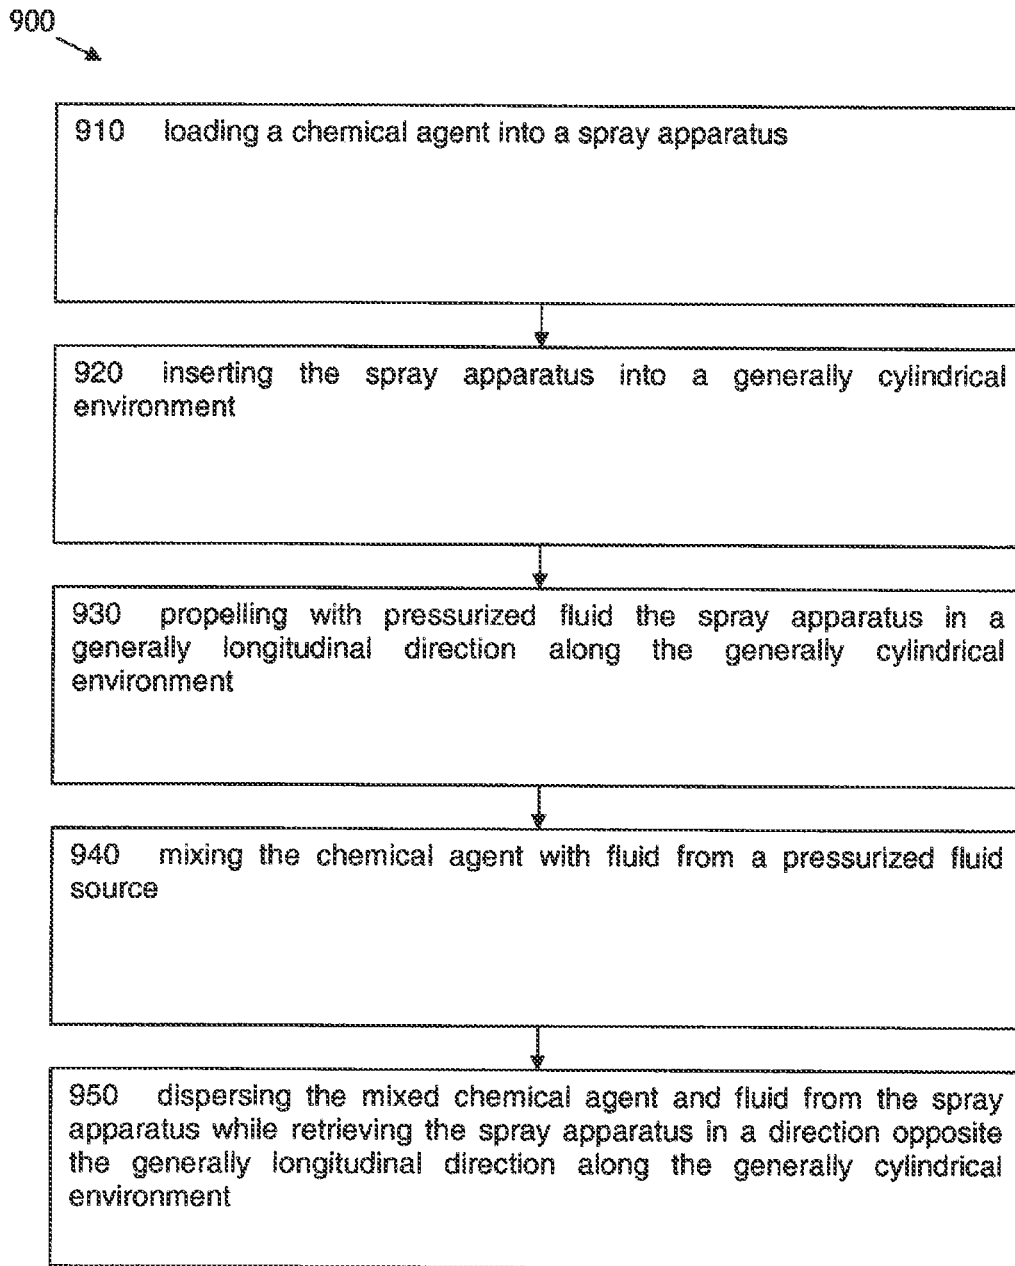 900
910 loading a chemical agent into a spray apparatus
920 inserting the spray apparatus into a generally cylindrical
environment
930 propelling with pressurized fluid the spray apparatus in a
generally longitudinal direction along the generally cylindrical
environment
940 mixing the chemical agent with fluid from a pressurized fluid
source
950 dispersing the mixed chemical agent and fluid from the spray
apparatus while retrieving the spray apparatus in a direction opposite
the generally longitudinal direction along the generally cylindrical
environment